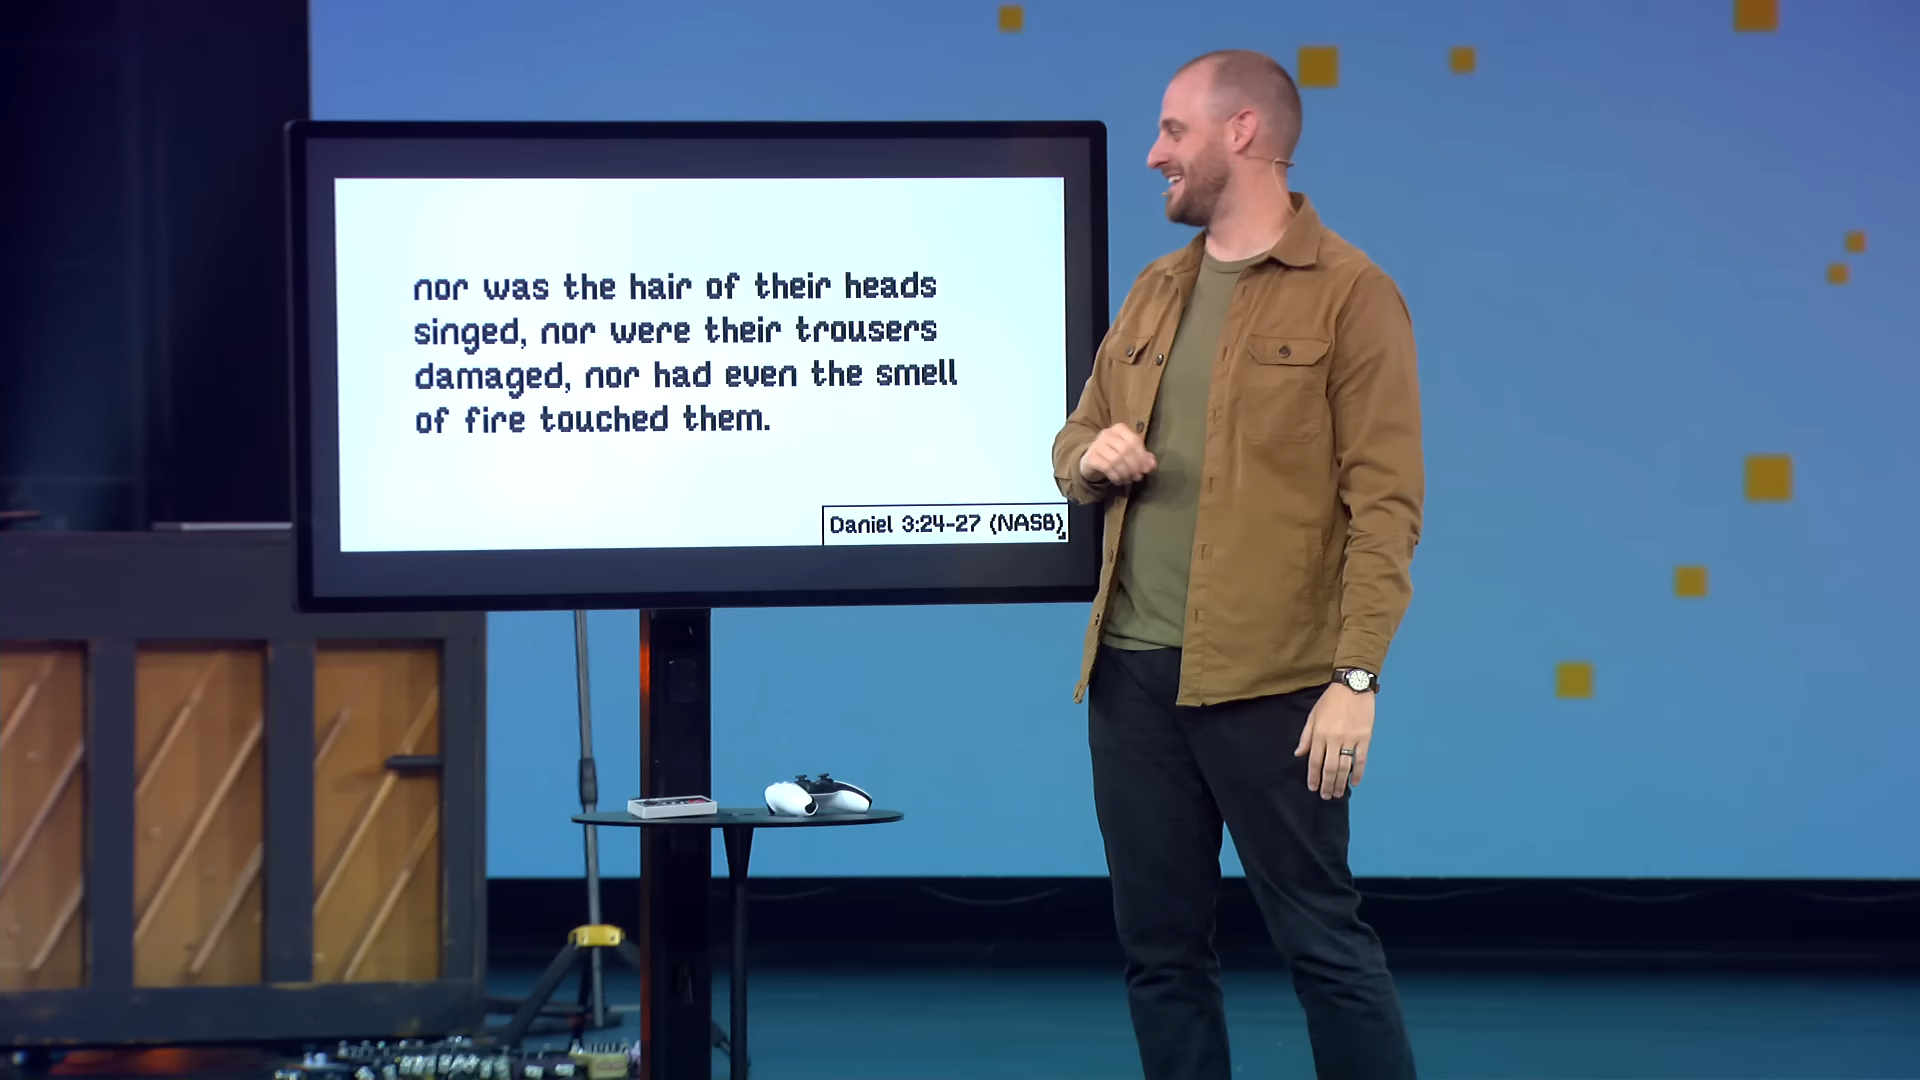 nor was the hair of their heads
singed, nor were their trousers
damaged, nor had even the smell
of fire touched them.
Daniel 3:24-27 (NASB)